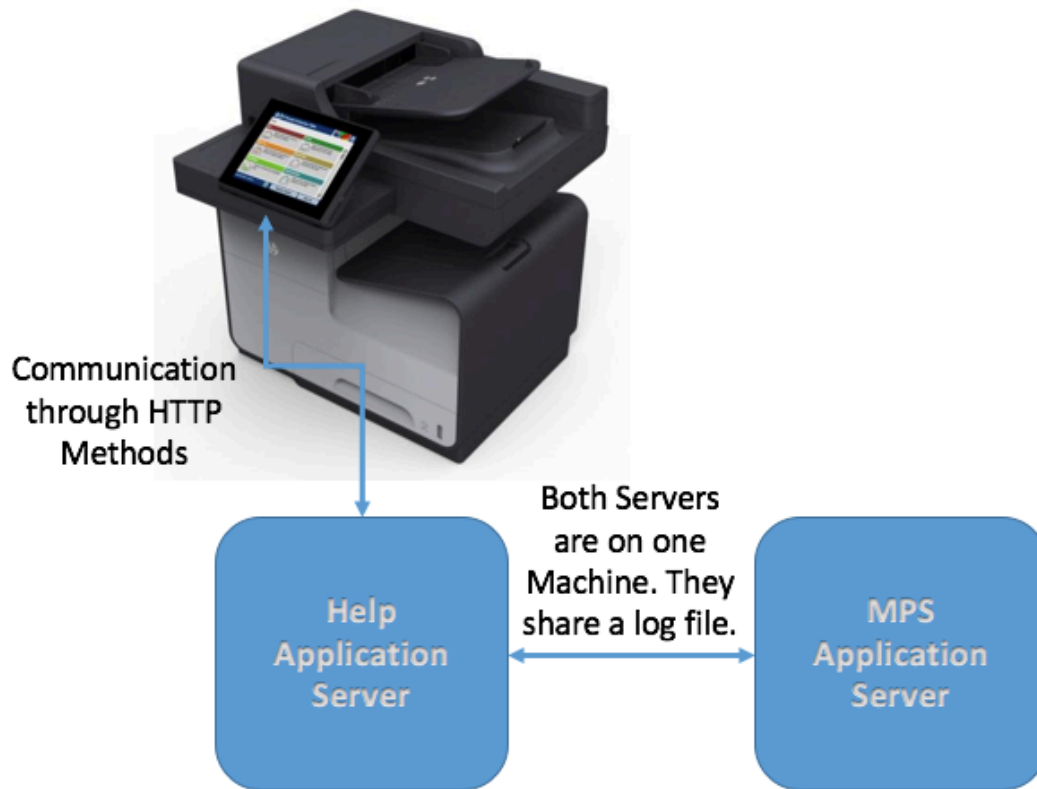 Communication
through HTTP
Methods
Both Servers
are on one
Machine. They
share a log file.
Help
Application
Server
MPS
Application
Server